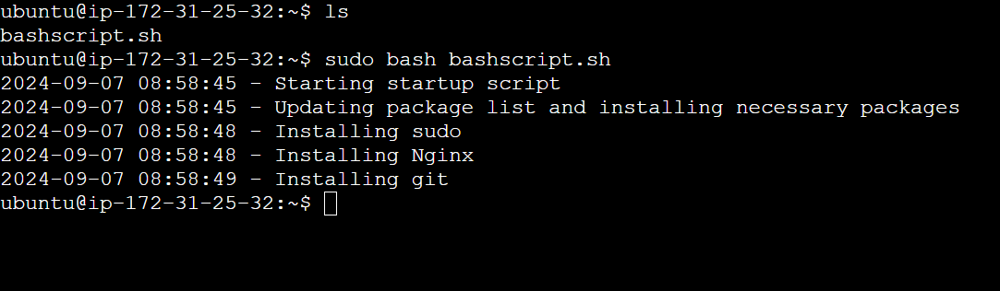 ubuntu@ip-172-31-25-32:~$ ls
bashscript.sh
ubuntu@ip-172-31-25-32:~$ sudo bash bashscript.sh
2024-09-07 08:58:45 - Starting startup script
2024-09-07 08:58:45 - Updating package list and installing necessary packages
2024-09-07 08:58:48 - Installing sudo
2024-09-07 08:58:48 - Installing Nginx
2024-09-07 08:58:49 - Installing git
ubuntu@ip-172-31-25-32:~$